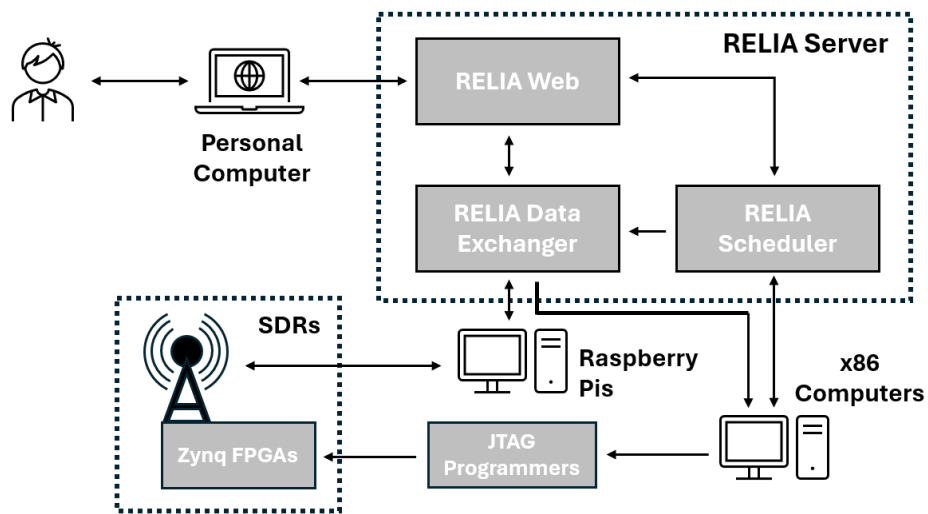 RELIA Server
RELIA Web
Personal
Computer
RELIA Data
Exchanger
RELIA
Scheduler
SDRs
Raspberry
Pis
x86
Computers
Zynq FPGAs
JTAG
Programmers